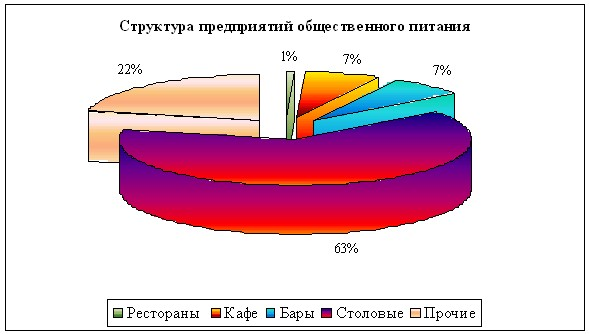 Структура предприятий общественного питания
1%
7%
22%
7%
63%
Рестораны Кафе Бары Столовые Прочие